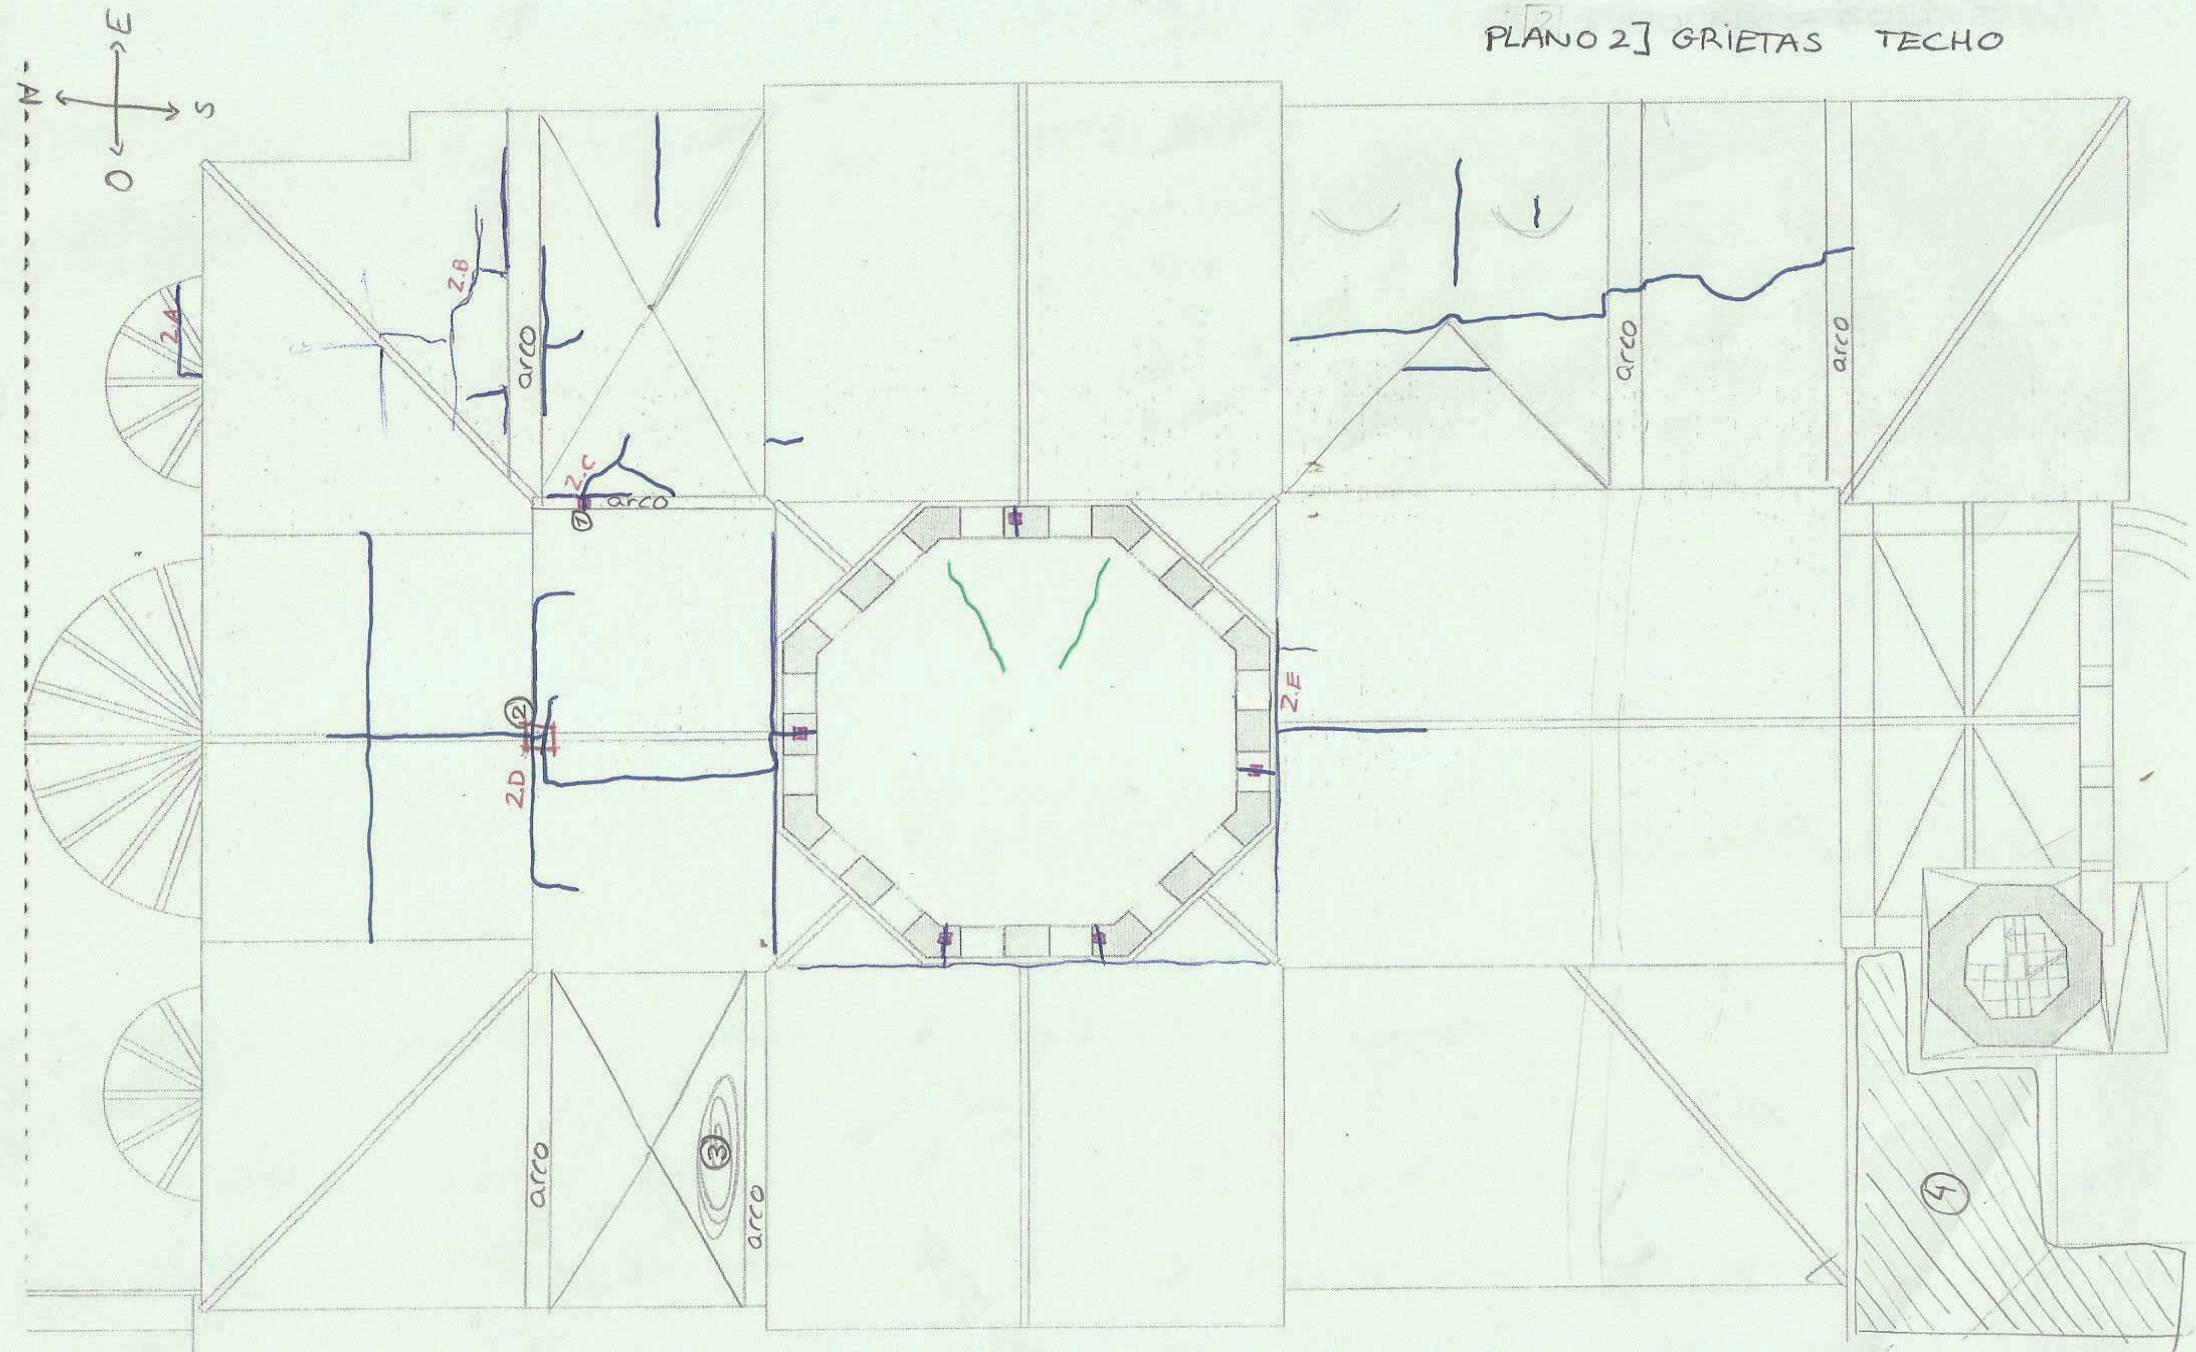 PLANO 2] GRIETAS TECHO
E
N
S
O
2.A
2.B
arco
2.C
arco
1
arco
arco
2
2.D
2.E
arco
3
arco
4